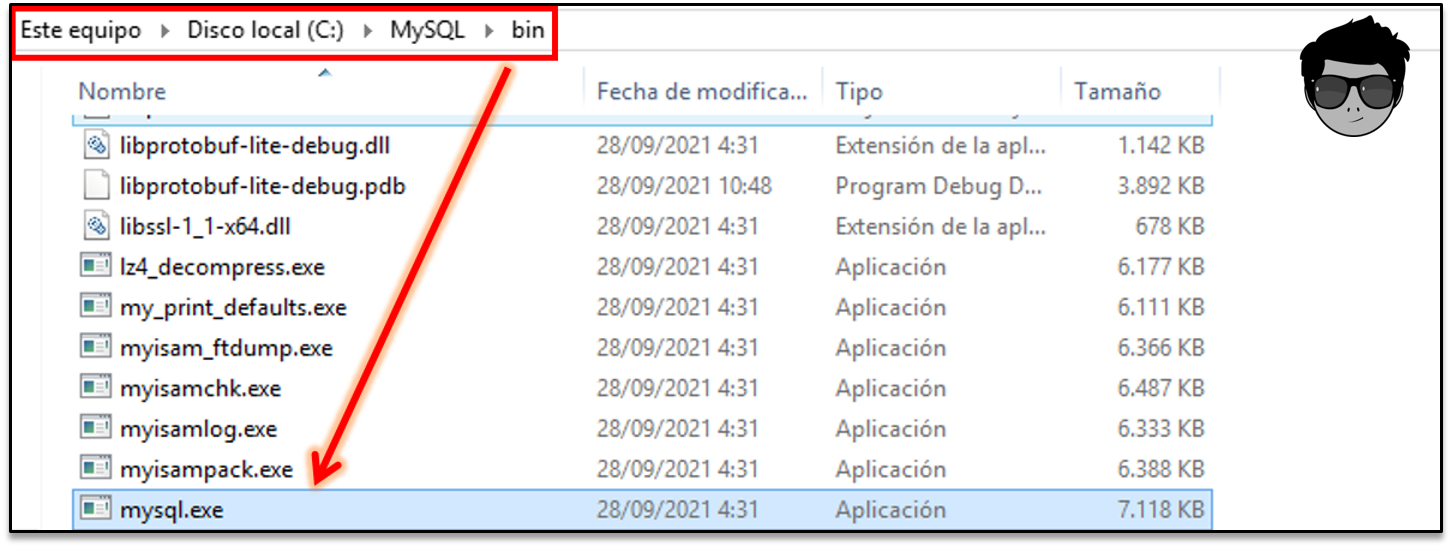 Este equipo ▸ Disco local (C:) ▸ MySQL ▸ bin
Nombre Fecha de modifica... Tipo Tamaño
libprotobuf-lite-debug.dll 28/09/2021 4:31 Extensión de la apl... 1.142 KB
libprotobuf-lite-debug.pdb 28/09/2021 10:48 Program Debug D... 3.892 KB
libssl-1_1-x64.dll 28/09/2021 4:31 Extensión de la apl... 678 KB
lz4_decompress.exe 28/09/2021 4:31 Aplicación 6.177 KB
my_print_defaults.exe 28/09/2021 4:31 Aplicación 6.111 KB
myisam_ftdump.exe 28/09/2021 4:31 Aplicación 6.366 KB
myisamchk.exe 28/09/2021 4:31 Aplicación 6.487 KB
myisamlog.exe 28/09/2021 4:31 Aplicación 6.333 KB
myisampack.exe 28/09/2021 4:31 Aplicación 6.388 KB
mysql.exe 28/09/2021 4:31 Aplicación 7.118 KB